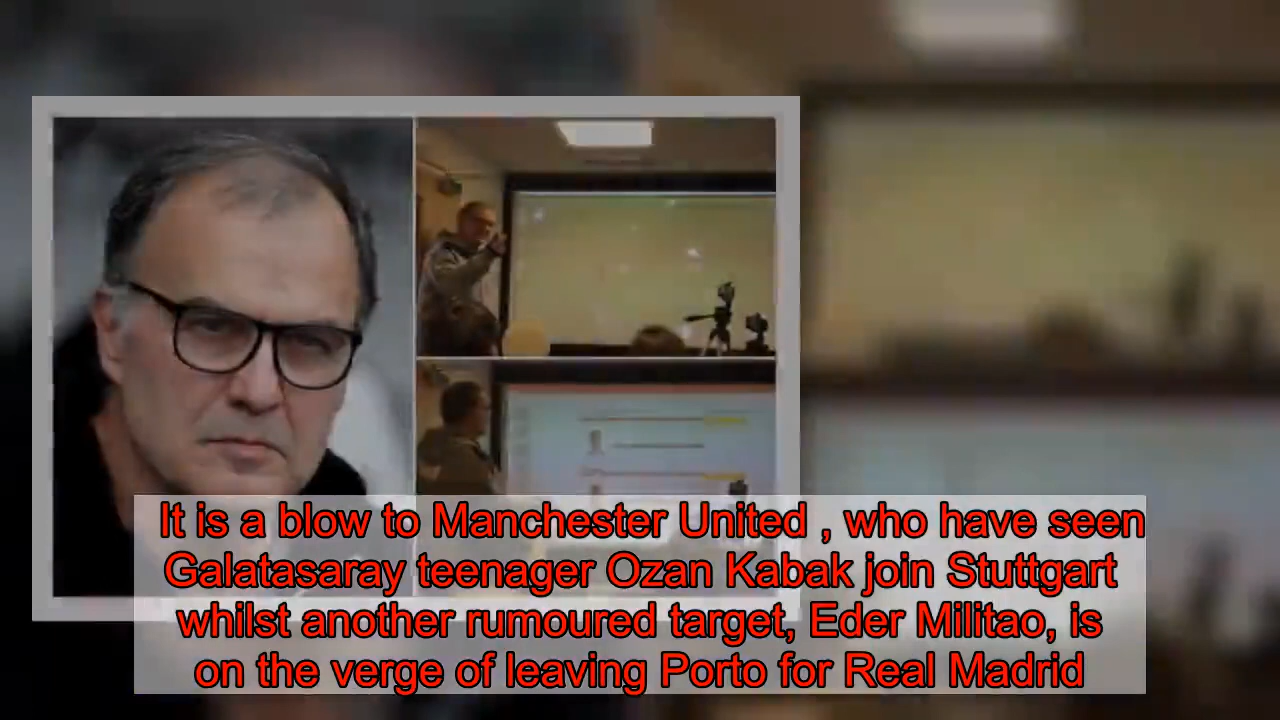 It is a blow to Manchester United , who have seen
Galatasaray teenager Ozan Kabak join Stuttgart
whilst another rumoured target, Eder Militao, is
on the verge of leaving Porto for Real Madrid